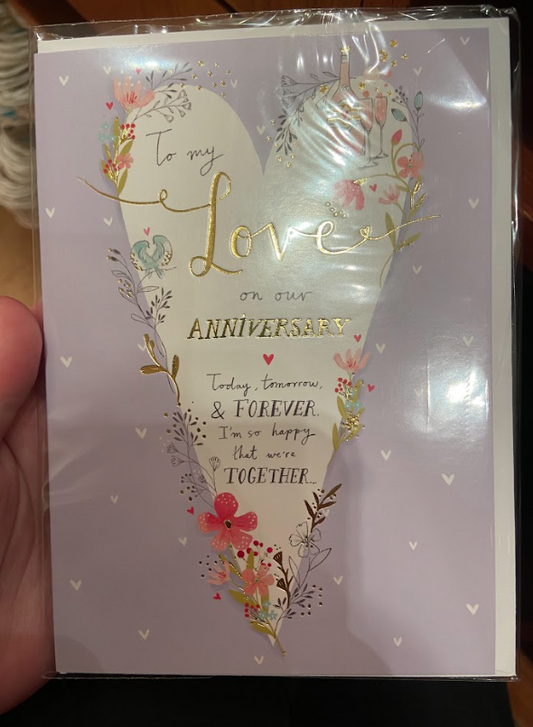 To my
Love
on our
ANNIVERSARY
Today, tomorrow,
& FOREVER.
I'm so happy
that we're
TOGETHER...